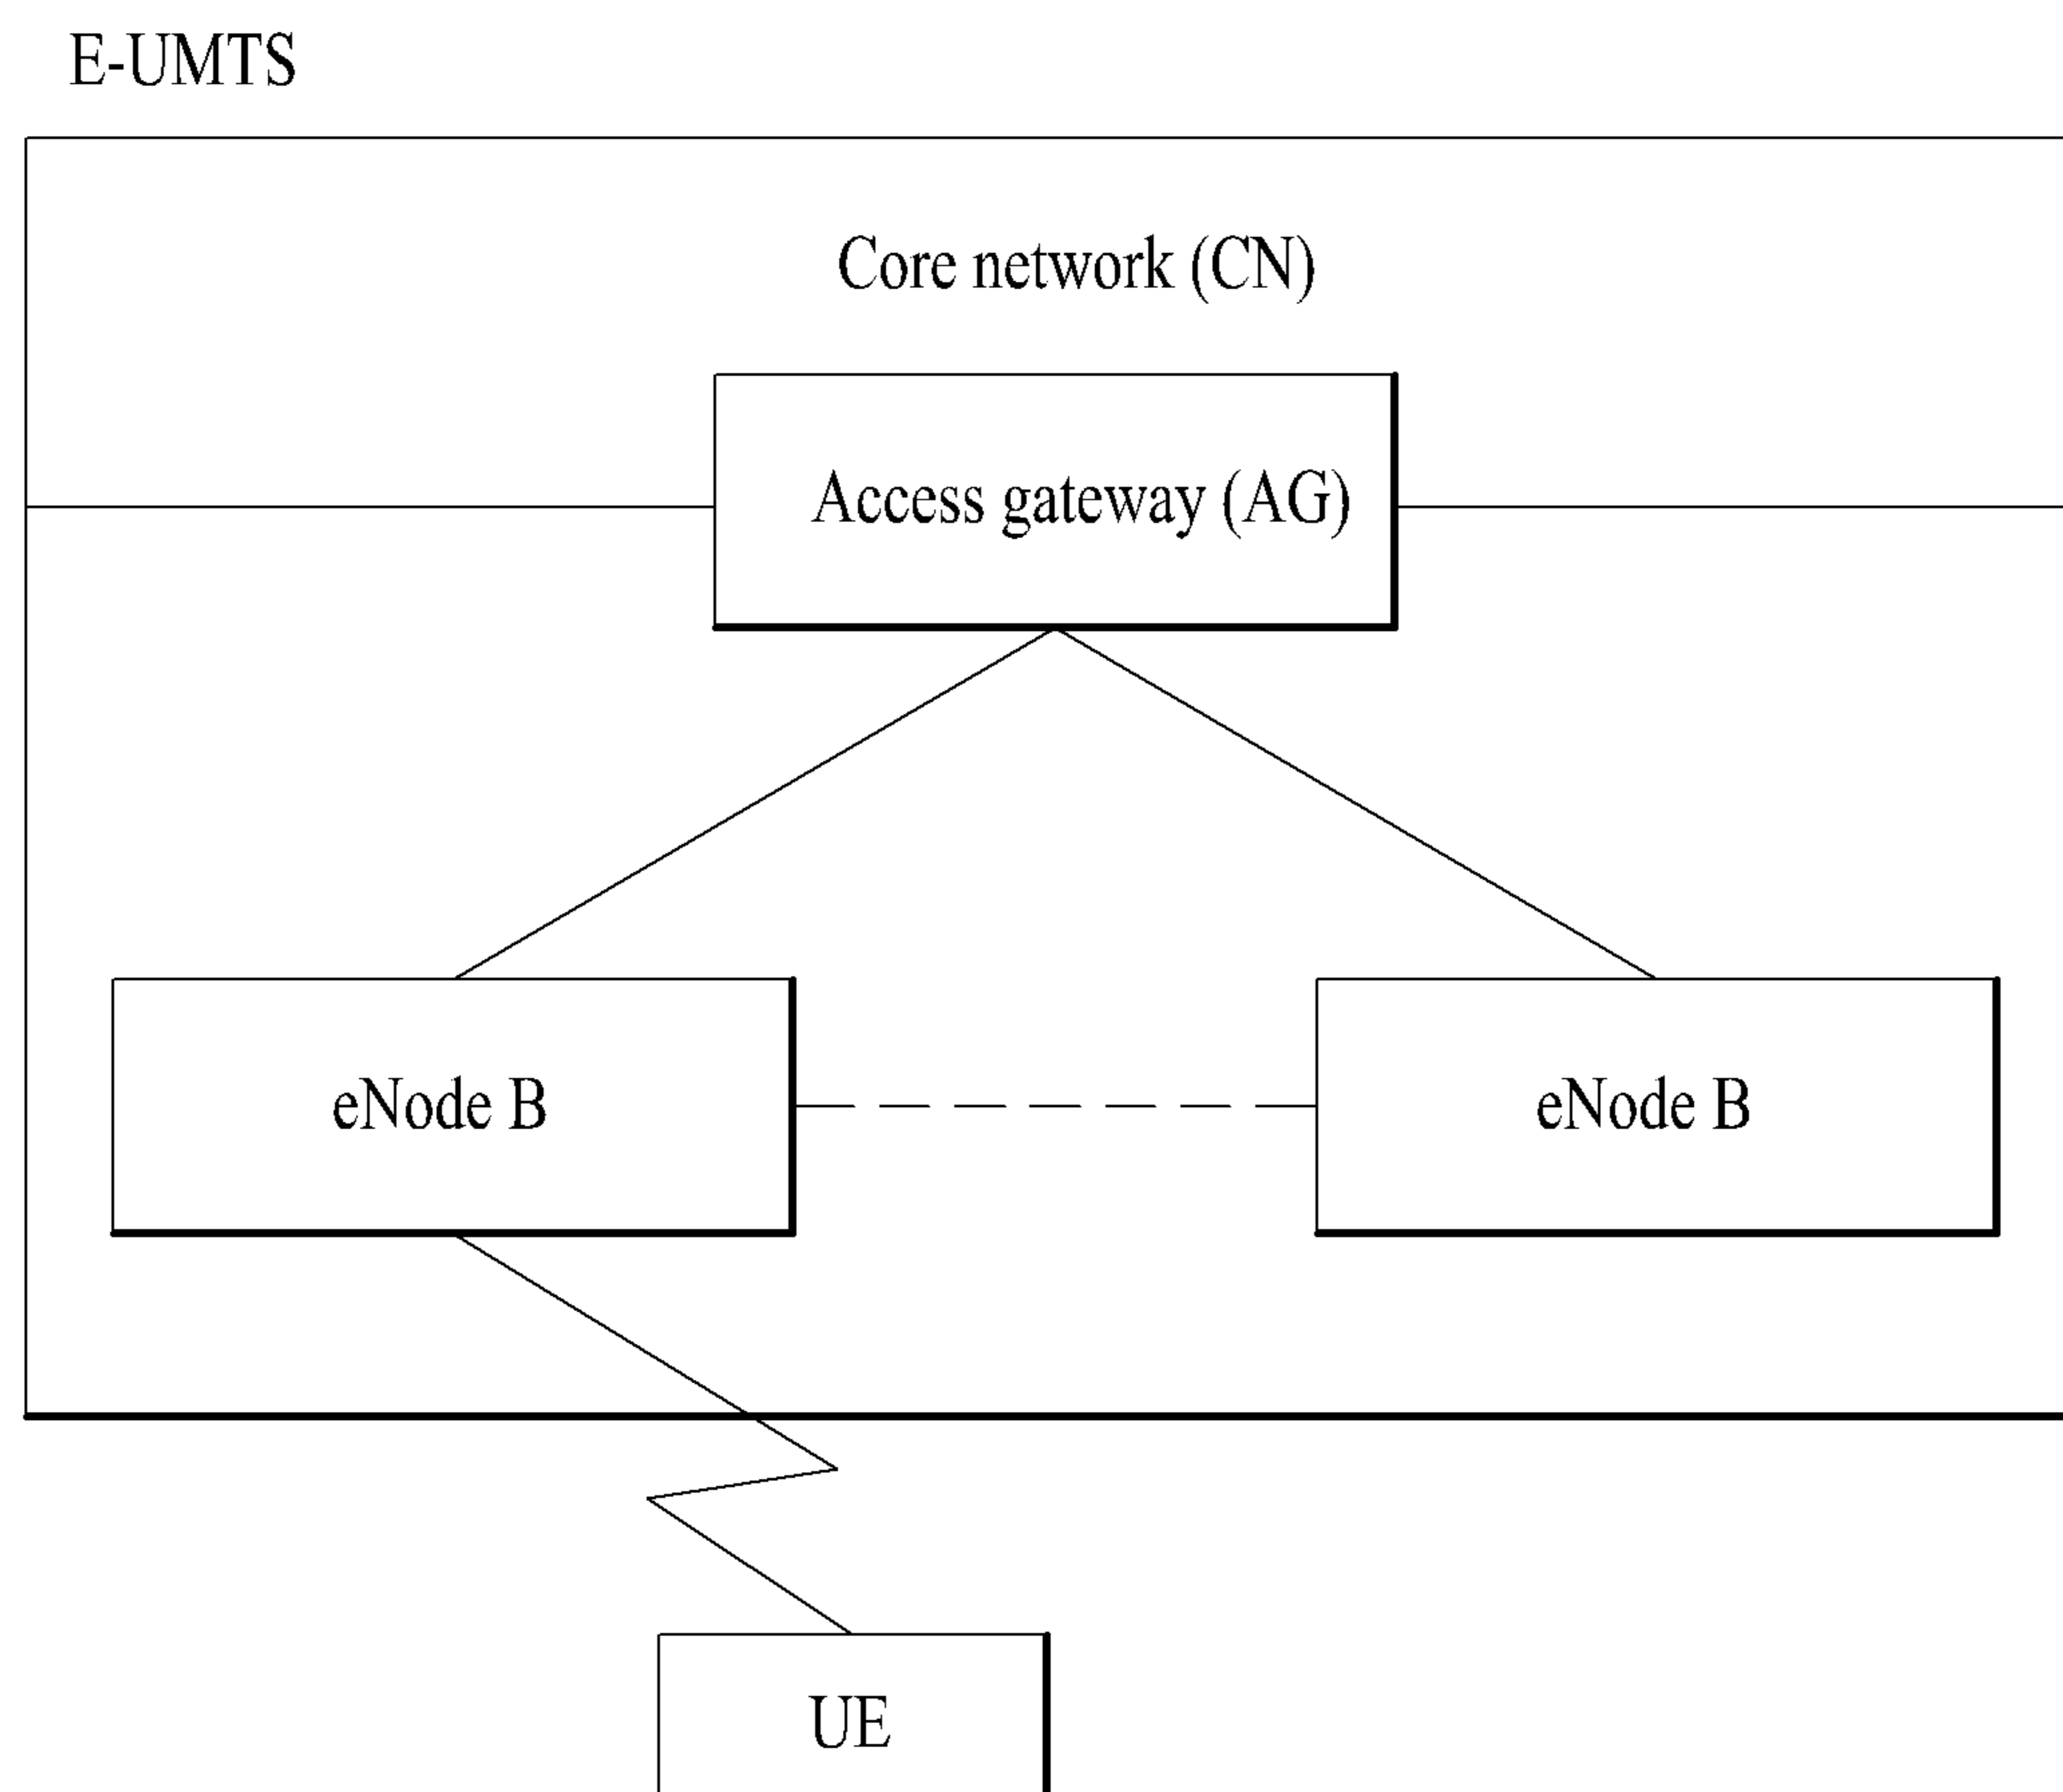 E-UMTS
Core network (CN)
Access gateway (AG)
eNode B
eNode B
UE